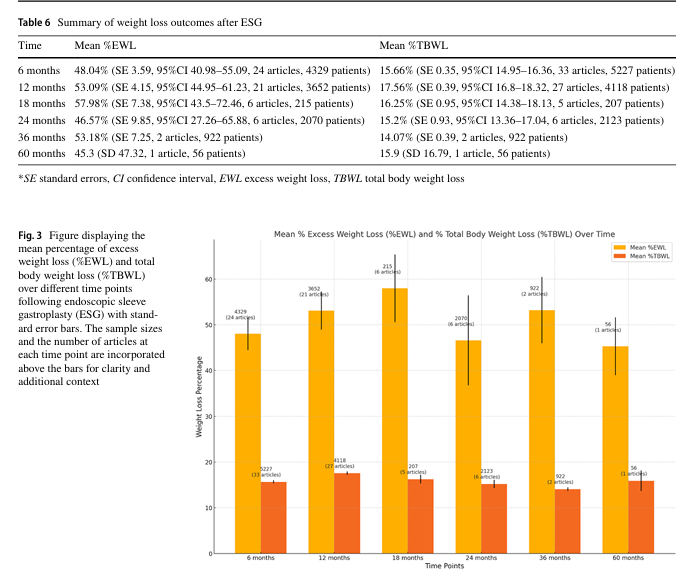 Table 6 Summary of weight loss outcomes after ESG
Time Mean %EWL Mean %TBWL
6 months 48.04% (SE 3.59, 95%CI 40.98–55.09, 24 articles, 4329 patients) 15.66% (SE 0.35, 95%CI 14.95–16.36, 33 articles, 5227 patients)
12 months 53.09% (SE 4.15, 95%CI 44.95–61.23, 21 articles, 3652 patients) 17.56% (SE 0.39, 95%CI 16.8–18.32, 27 articles, 4118 patients)
18 months 57.98% (SE 7.38, 95%CI 43.5–72.46, 6 articles, 215 patients) 16.25% (SE 0.95, 95%CI 14.38–18.13, 5 articles, 207 patients)
24 months 46.57% (SE 9.85, 95%CI 27.26–65.88, 6 articles, 2070 patients) 15.2% (SE 0.93, 95%CI 13.36–17.04, 6 articles, 2123 patients)
36 months 53.18% (SE 7.25, 2 articles, 922 patients) 14.07% (SE 0.39, 2 articles, 922 patients)
60 months 45.3 (SD 47.32, 1 article, 56 patients) 15.9 (SD 16.79, 1 article, 56 patients)
*SE standard errors, CI confidence interval, EWL excess weight loss, TBWL total body weight loss
Fig. 3 Figure displaying the
mean percentage of excess
weight loss (%EWL) and total
body weight loss (%TBWL)
over different time points
following endoscopic sleeve
gastroplasty (ESG) with stand-
ard error bars. The sample sizes
and the number of articles at
each time point are incorporated
above the bars for clarity and
additional context
Mean % Excess Weight Loss (%EWL) and % Total Body Weight Loss (%TBWL) Over Time
Mean %EWL
Mean %TBWL
Weight Loss Percentage
60
50
40
30
20
10
0
4329
(24 articles)
3652
(21 articles)
215
(6 articles)
2070
(6 articles)
922
(2 articles)
56
(1 articles)
5227
(33 articles)
4118
(27 articles)
207
(5 articles)
2123
(6 articles)
922
(2 articles)
56
(1 articles)
6 months 12 months 18 months 24 months 36 months 60 months
Time Points